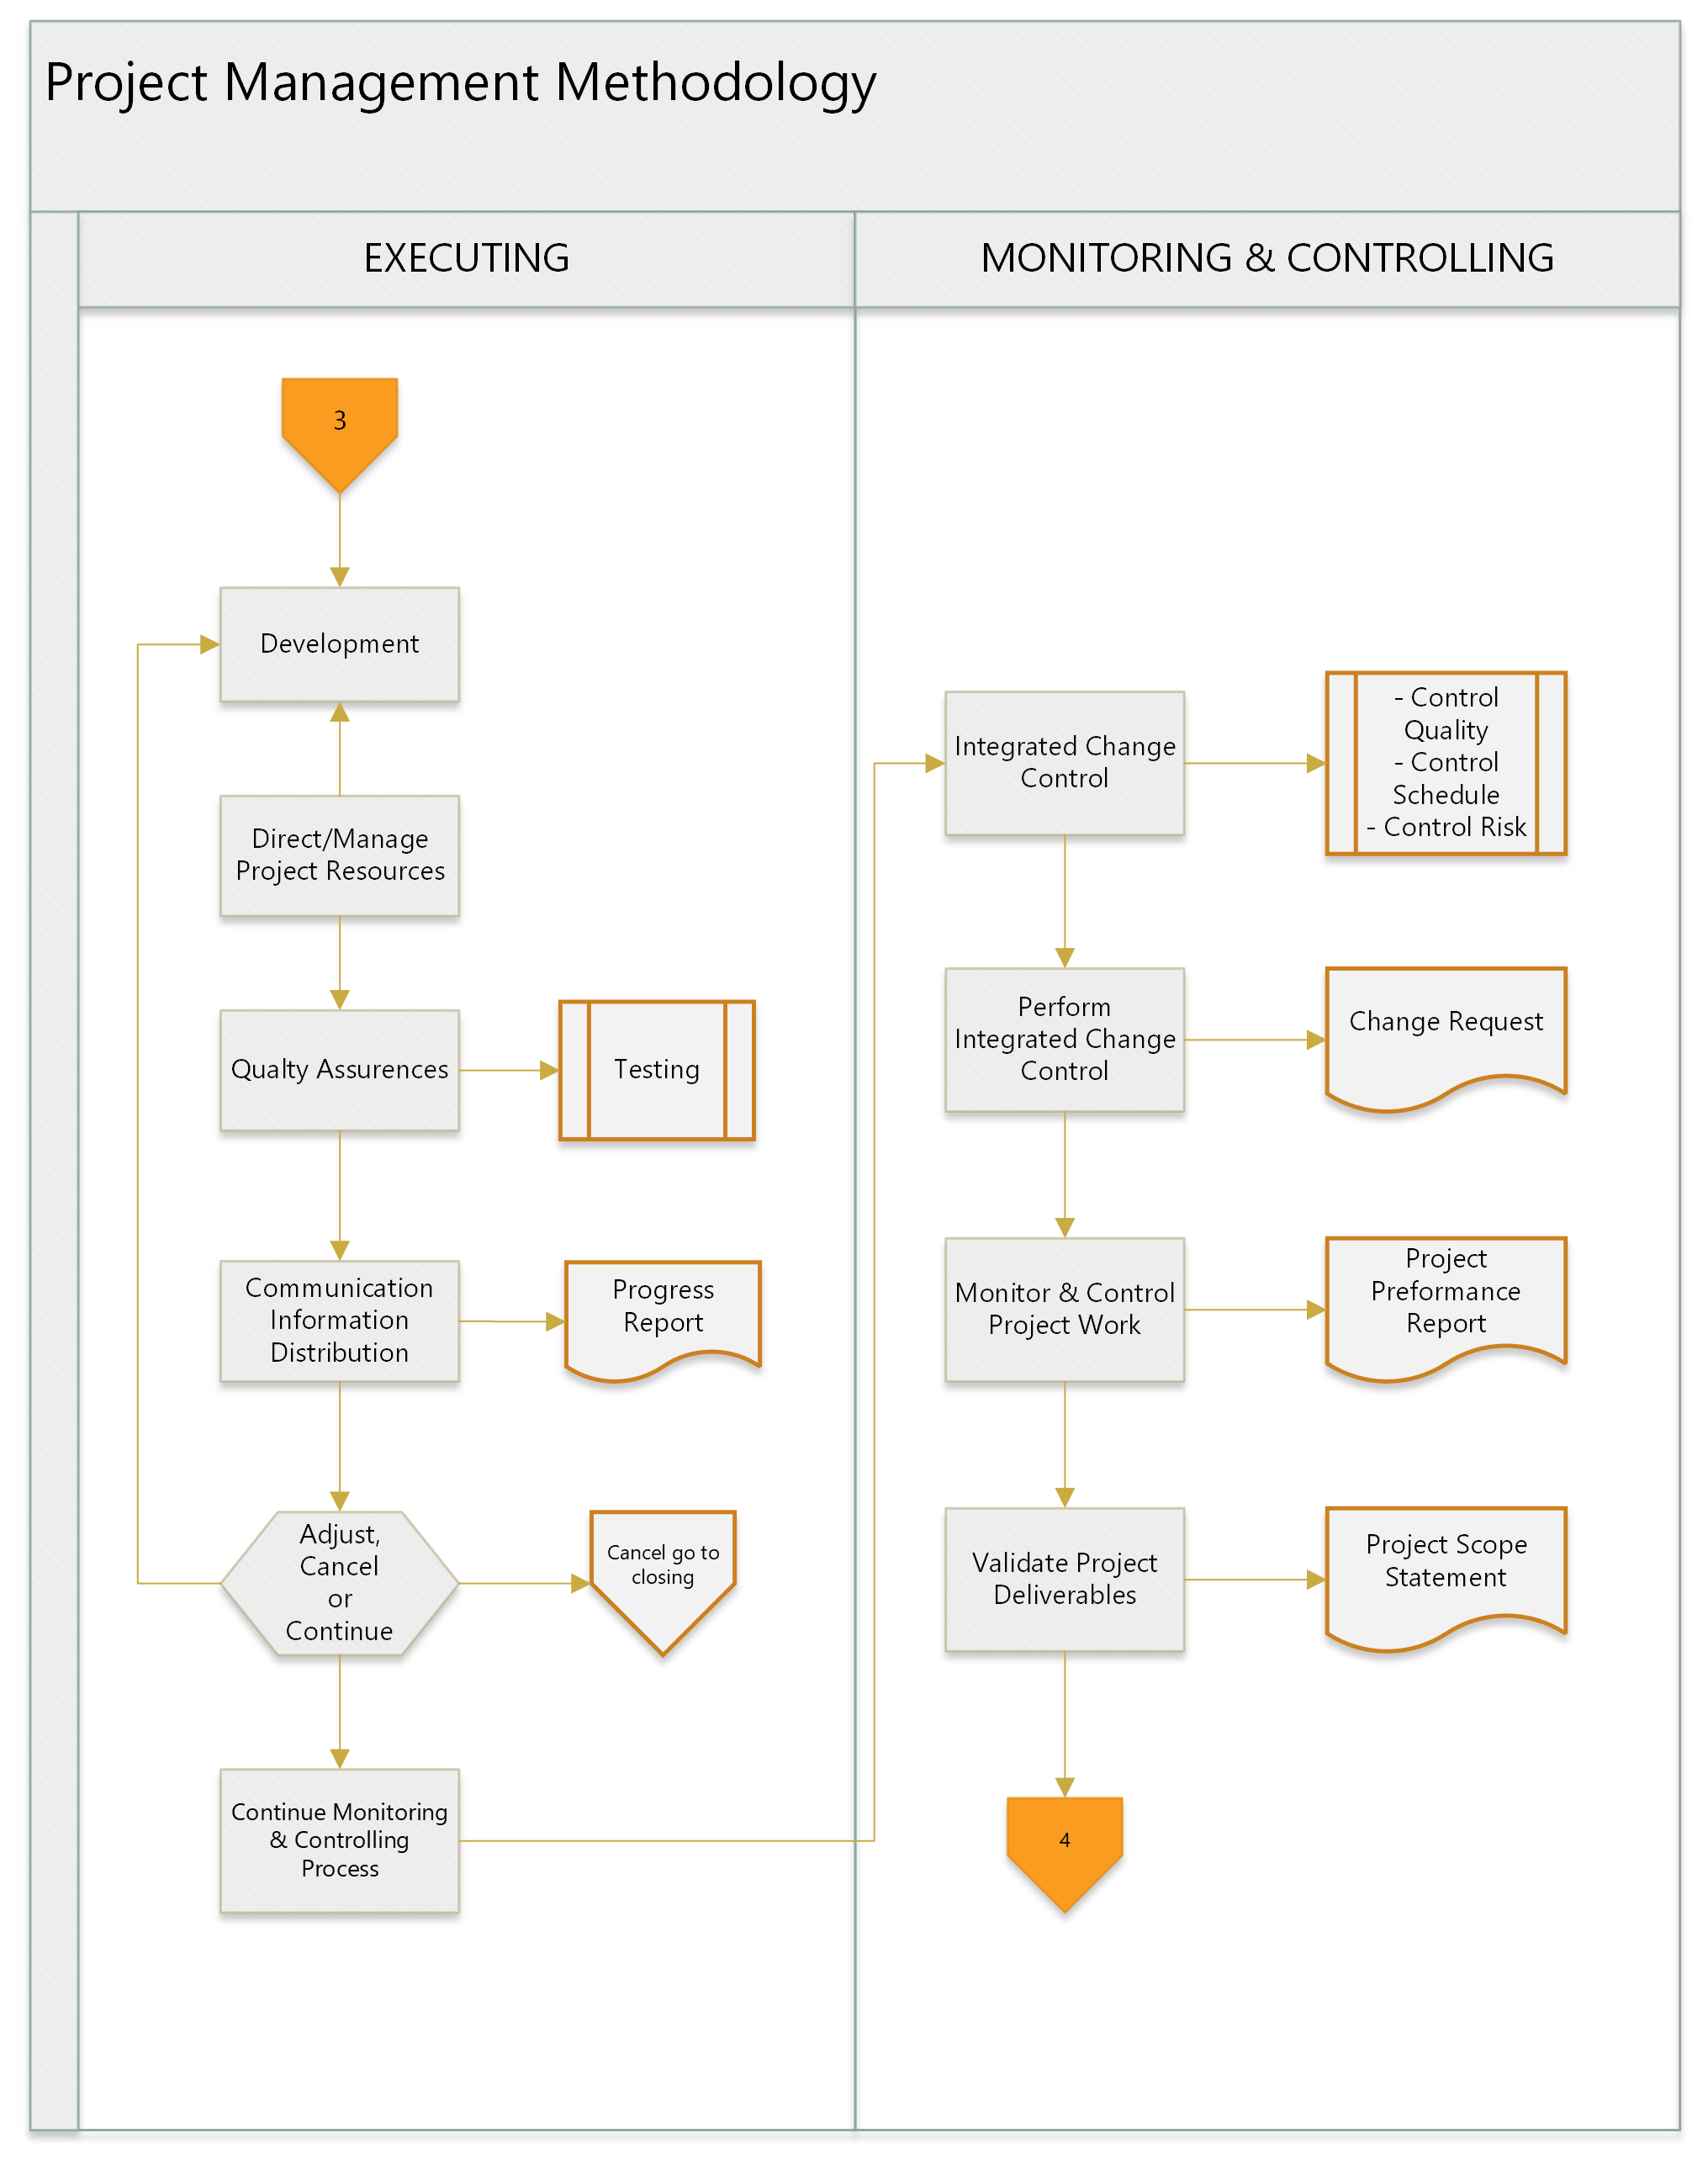 Project Management Methodology
EXECUTING
MONITORING & CONTROLLING
3
Development
Direct/Manage
Project Resources
Qualty Assurences
Testing
Communication
Information
Distribution
Progress
Report
Adjust,
Cancel
or
Continue
Cancel go to
closing
Continue Monitoring
& Controlling
Process
Integrated Change
Control
- Control
Quality
- Control
Schedule
- Control Risk
Perform
Integrated Change
Control
Change Request
Monitor & Control
Project Work
Project
Preformance
Report
Validate Project
Deliverables
Project Scope
Statement
4